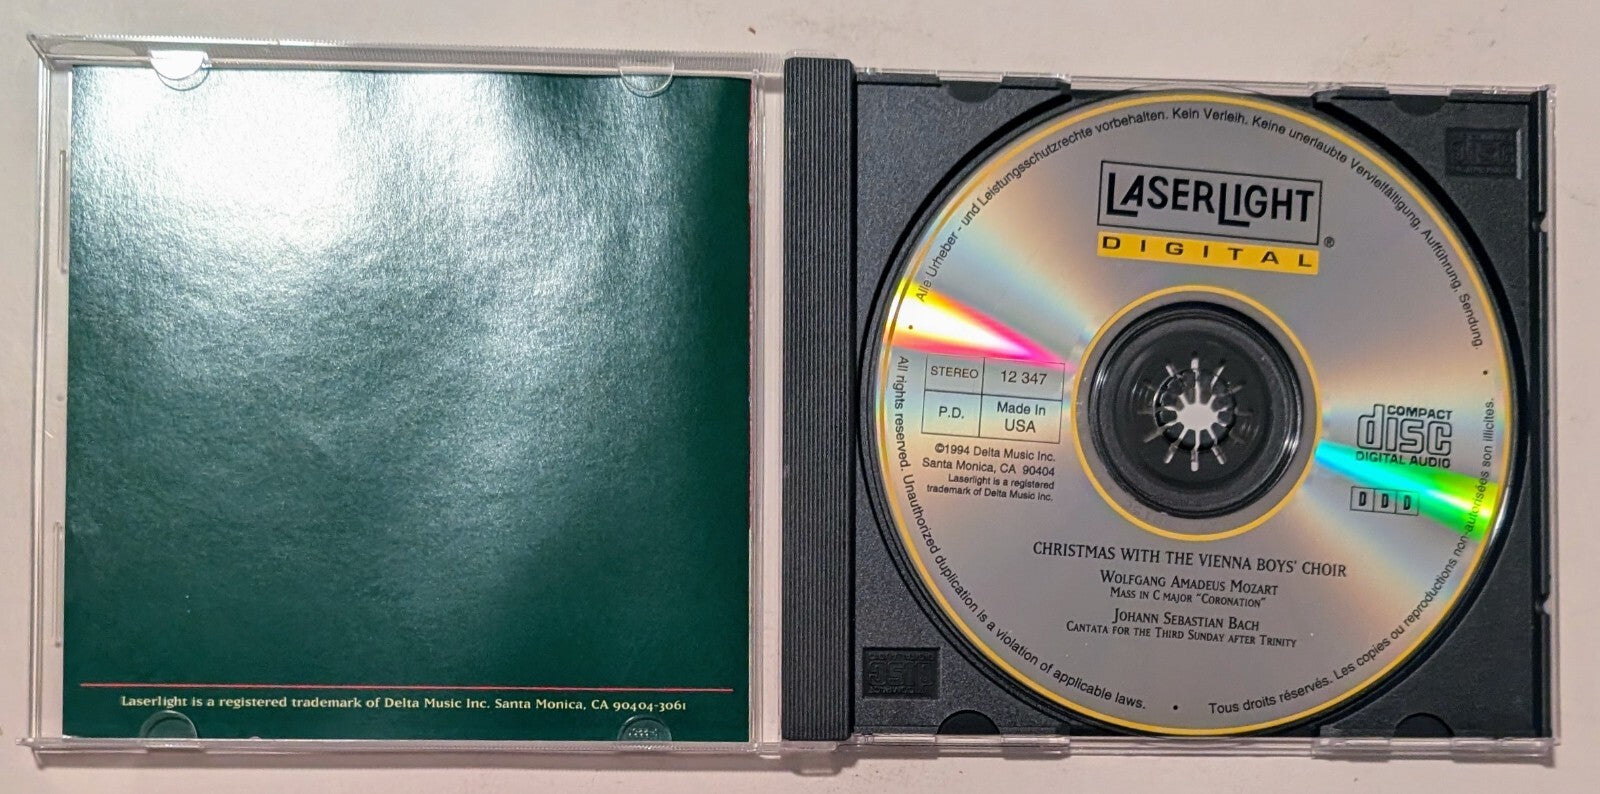 Laserlight is a registered trademark of Delta Music Inc. Santa Monica, CA 90404-3061
Alle Urheber - und Leistungsschutzrechte vorbehalten. Kein Verleih. Keine unerlaubte Vervielfältigung, Aufführung, Sendung.
LASERLIGHT ®
DIGITAL
STEREO 12 347
P.D. Made In
USA
©1994 Delta Music Inc.
Santa Monica, CA 90404
Laserlight is a registered
trademark of Delta Music Inc.
COMPACT
disc
DIGITAL AUDIO
DDD
CHRISTMAS WITH THE VIENNA BOYS' CHOIR
WOLFGANG AMADEUS MOZART
MASS IN C MAJOR "CORONATION"
JOHANN SEBASTIAN BACH
CANTATA FOR THE THIRD SUNDAY AFTER TRINITY
All rights reserved. Unauthorized duplication is a violation of applicable laws.
• Tous droits réservés. Les copies ou reproductions non-autorisées son illicites. •